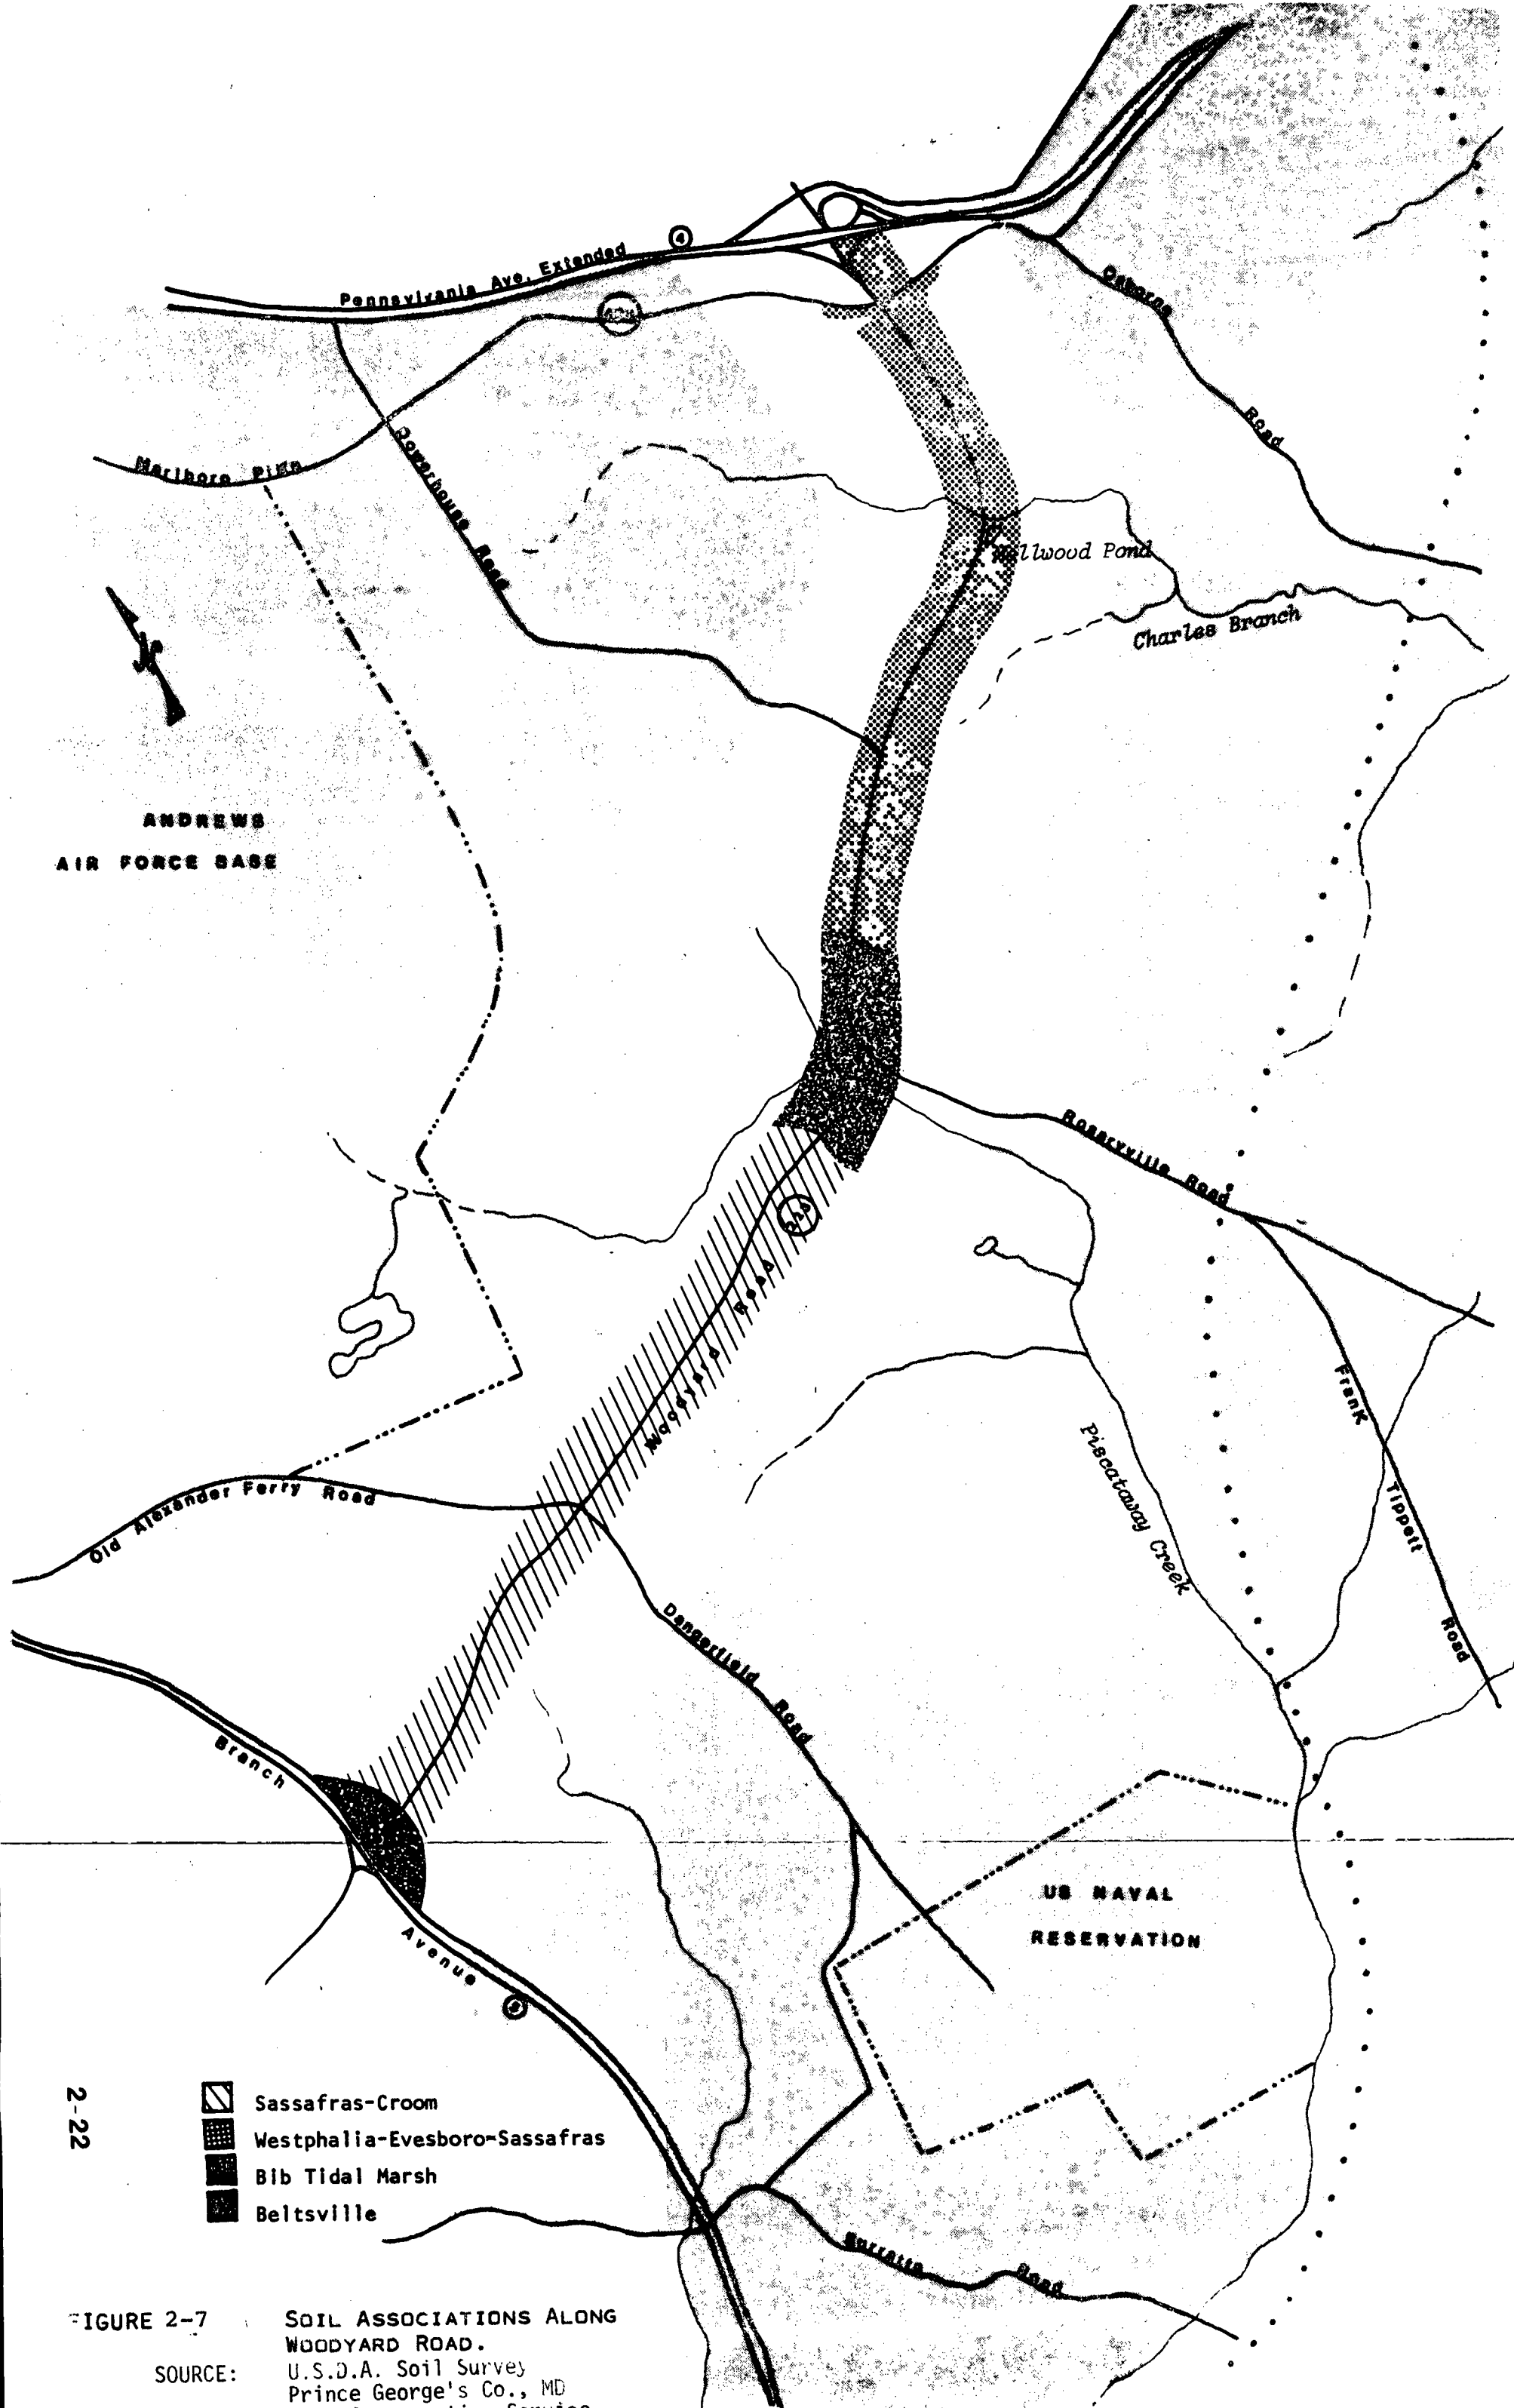 4
Pennsylvania Ave. Extended
Osborne
Road
Marlboro Pike
Dowerhouse Road
Pond
Charles Branch
N
ANDREWS
AIR FORCE BASE
Rosaryville Road
223
Woodyard Road
Frank
Tippett
Road
Piscataway Creek
Old Alexander Ferry Road
Dangerfield
Road
Branch
Avenue
US NAVAL
RESERVATION
2-22
Sassafras-Croom
Westphalia-Evesboro-Sassafras
Bib Tidal Marsh
Beltsville
Road
FIGURE 2-7
SOIL ASSOCIATIONS ALONG
WOODYARD ROAD.
SOURCE:
U.S.D.A. Soil Survey
Prince George's Co., MD